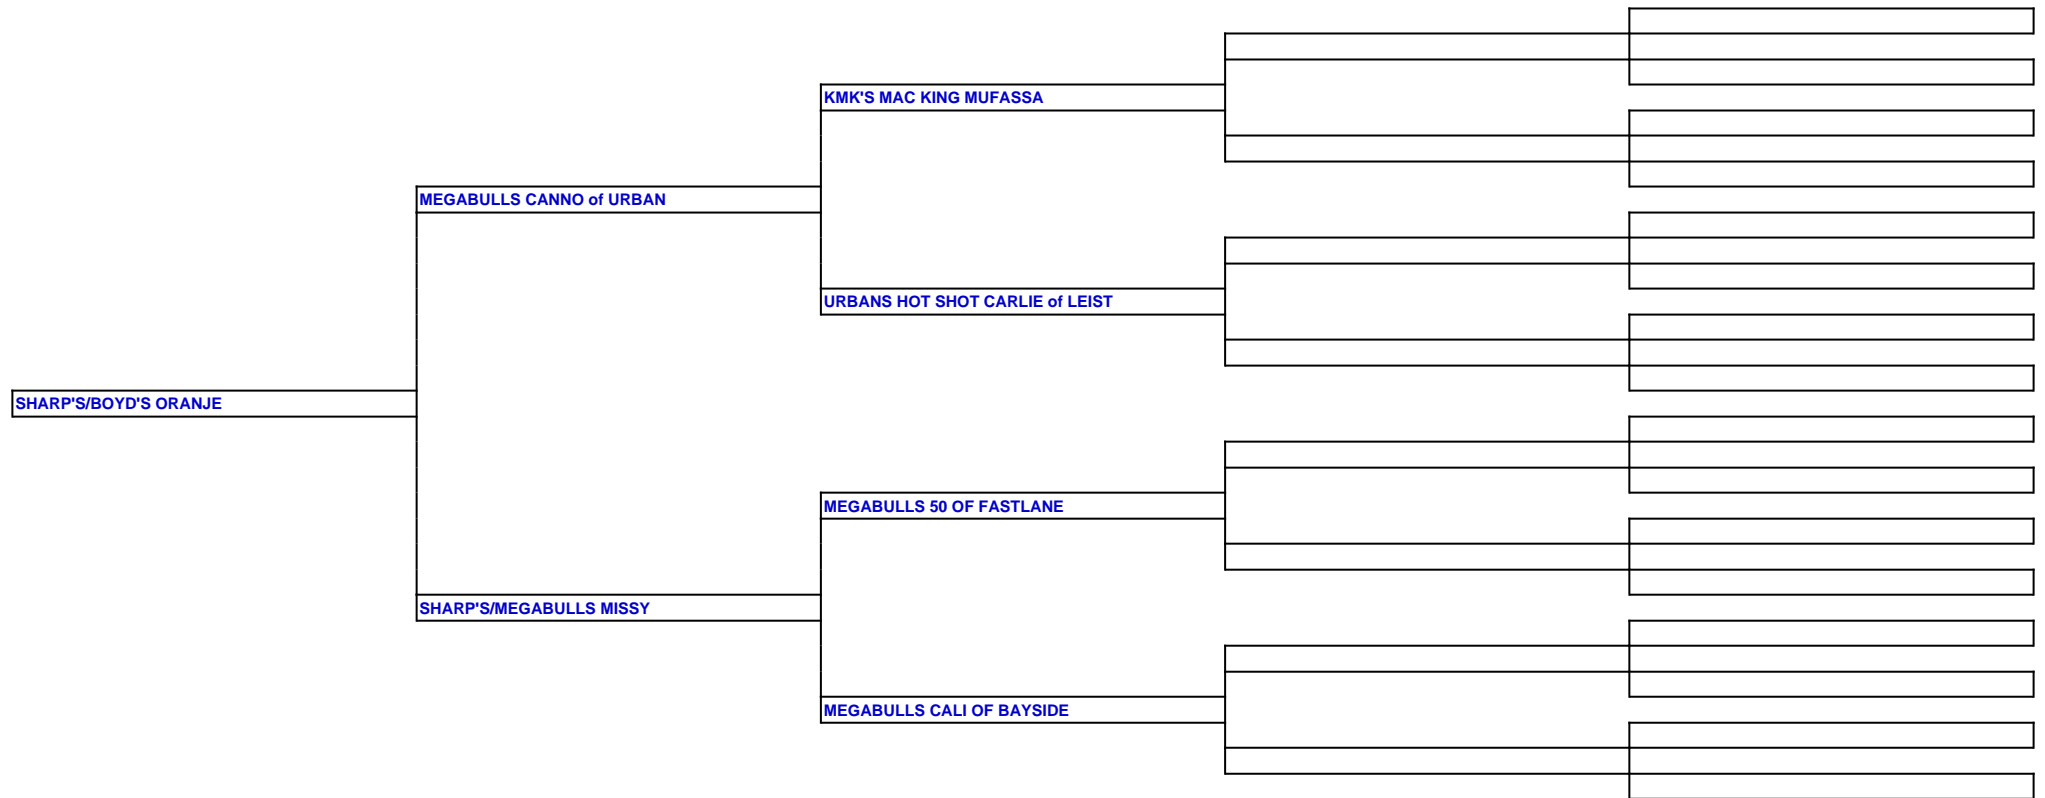 KMK'S MAC KING MUFASSA
MEGABULLS CANNO of URBAN
URBANS HOT SHOT CARLIE of LEIST
SHARP'S/BOYD'S ORANJE
MEGABULLS 50 OF FASTLANE
SHARP'S/MEGABULLS MISSY
MEGABULLS CALI OF BAYSIDE